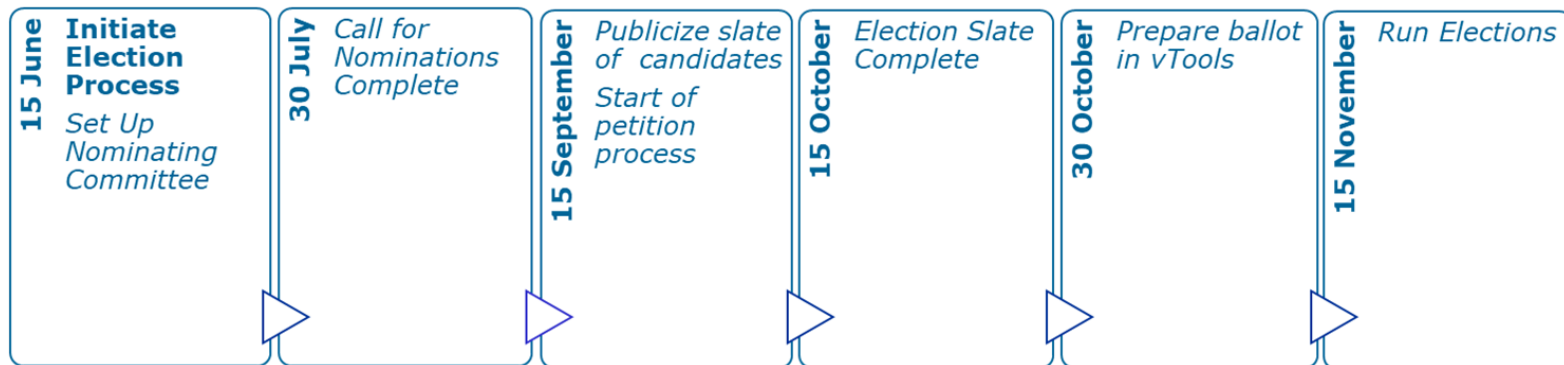 15 June
Initiate
Election
Process
Set Up
Nominating
Committee
30 July
Call for
Nominations
Complete
15 September
Publicize slate
of  candidates
Start of
petition
process
15 October
Election Slate
Complete
30 October
Prepare ballot
in vTools
15 November
Run Elections